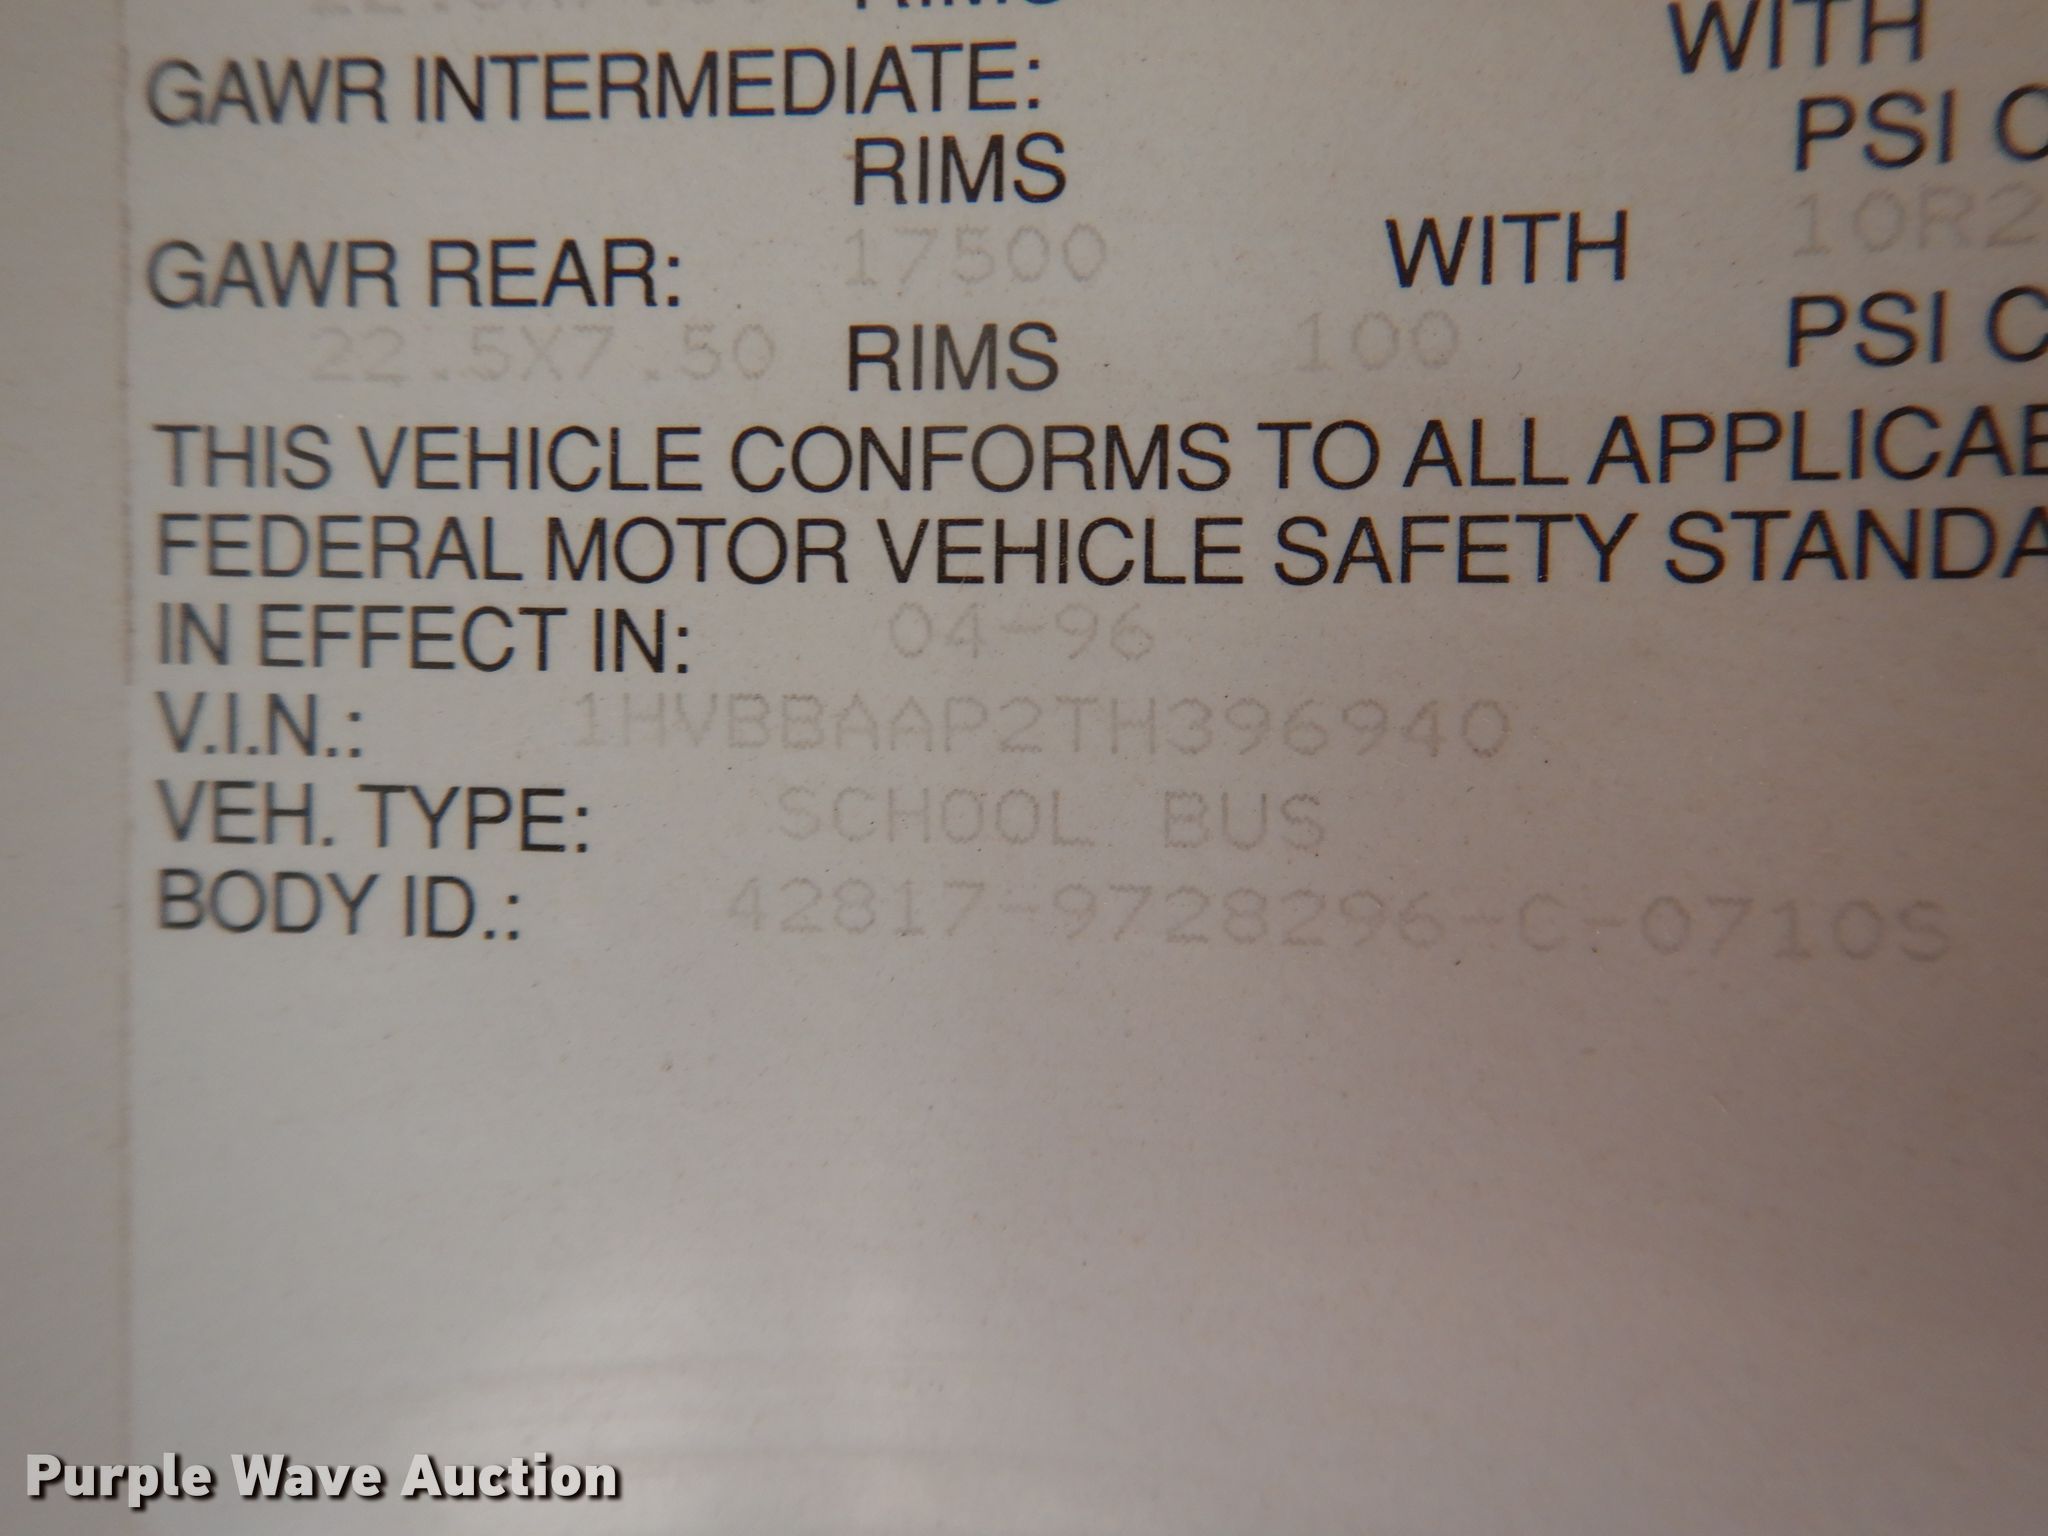 RIMS
WITH
GAWR INTERMEDIATE:
RIMS PSI C
GAWR REAR: 17500 WITH 10R2
22.5X7.50 RIMS 100 PSI C
THIS VEHICLE CONFORMS TO ALL APPLICAB
FEDERAL MOTOR VEHICLE SAFETY STANDA
IN EFFECT IN: 04-96
V.I.N.: 1HVBBAAP2TH396940
VEH. TYPE: SCHOOL BUS
BODY ID.: 42817-9728296-C-0710S
Purple Wave Auction